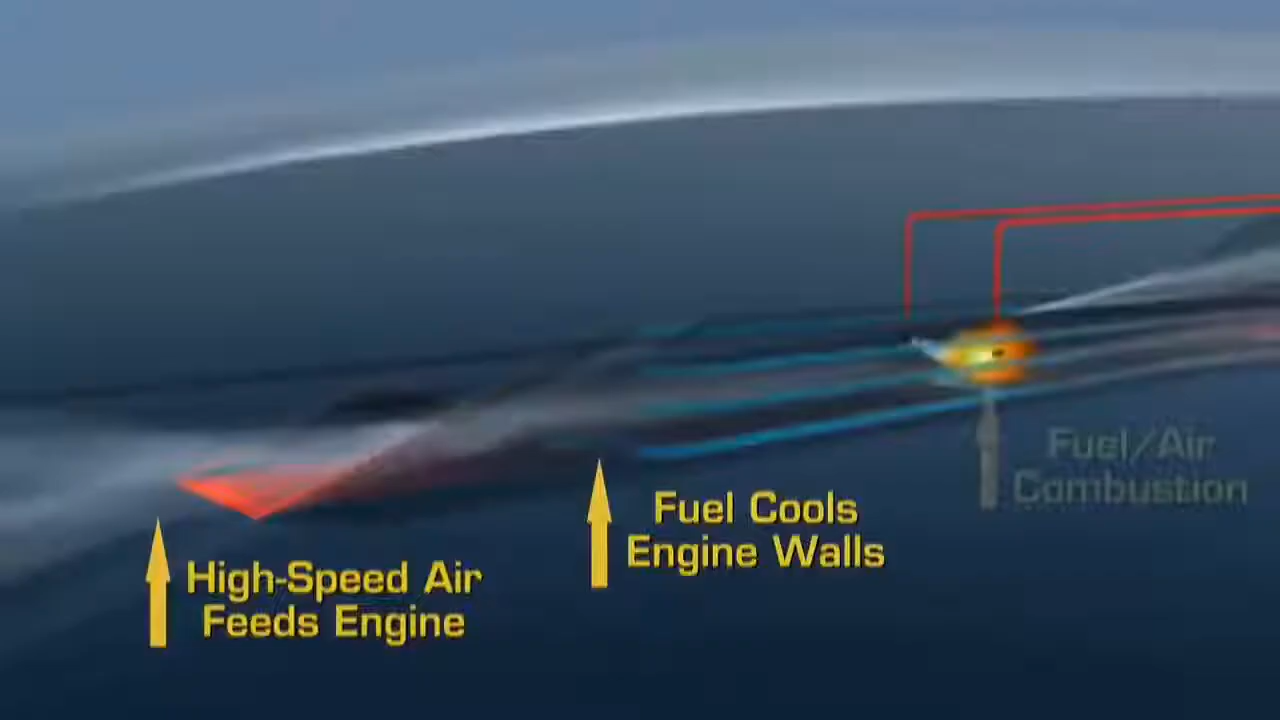 High-Speed Air
Feeds Engine
Fuel Cools
Engine Walls
Fuel/Air
Combustion